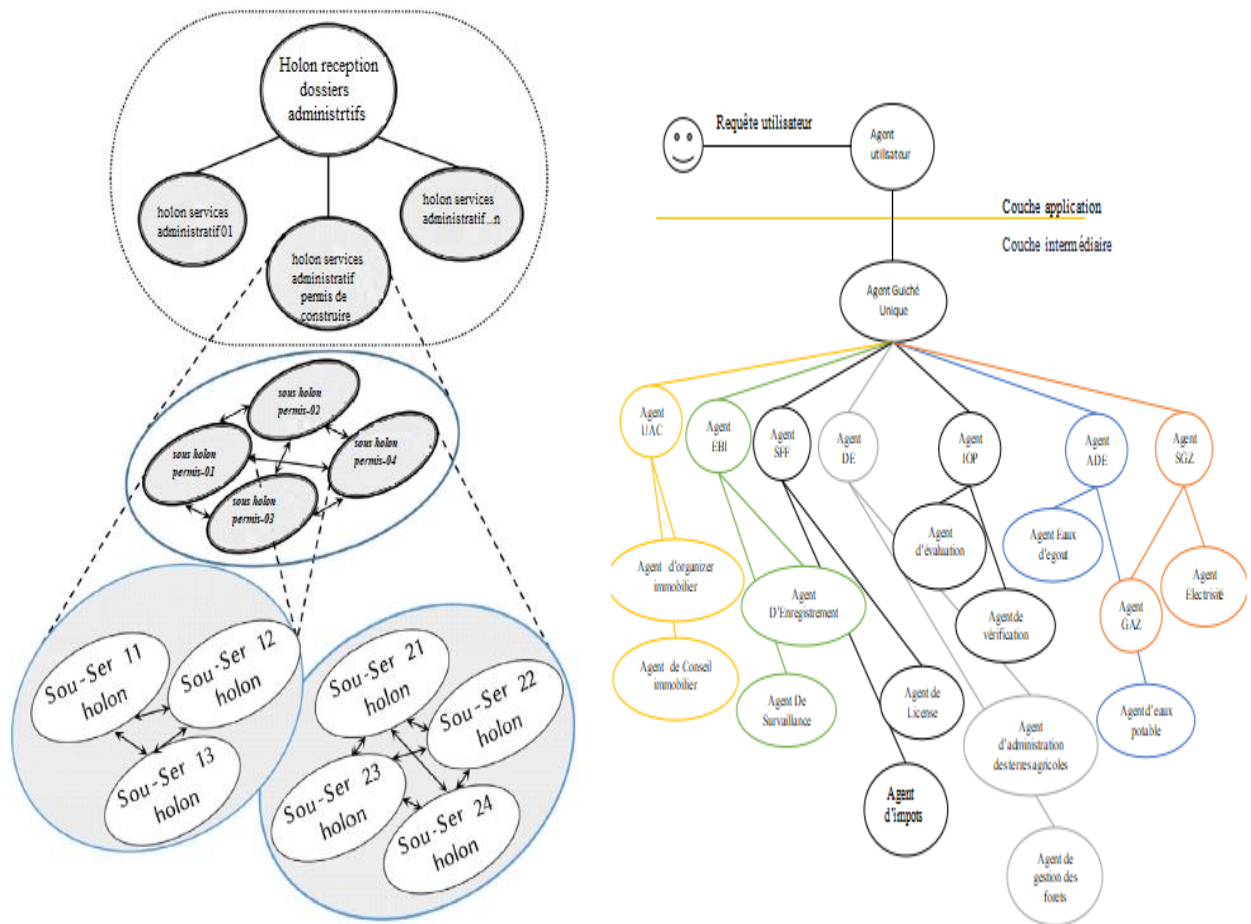 Holon reception
dossiers
administrtifs
holon services
administratif 01
holon services
administratif...n
holon services
administratif
permis de
construire
sous holon
permis-02
sous holon
permis-01
sous holon
permis-04
sous holon
permis-03
Sou-Ser 11
holon
Sou-Ser 12
holon
Sou-Ser 13
holon
Sou-Ser 21
holon
Sou-Ser 22
holon
Sou-Ser 23
holon
Sou-Ser 24
holon
Requête utilisateur
Agent
utilisateur
Couche application
Couche intermédiaire
Agent Guiché
Unique
Agent
UAC
Agent
EBI
Agent
SFF
Agent
DE
Agent
IOP
Agent
ADE
Agent
SGZ
Agent d'organizer
immobilier
Agent
D'Enregistrement
Agent
d'évaluation
Agent Eaux
d'egout
Agent
Electrisité
Agent de
vérification
Agent
GAZ
Agent de Conseil
immobilier
Agent De
Survaillance
Agent de
License
Agent
d'administration
des terres agricoles
Agent d'eaux
potable
Agent
d'impots
Agent de
gestion des
forets